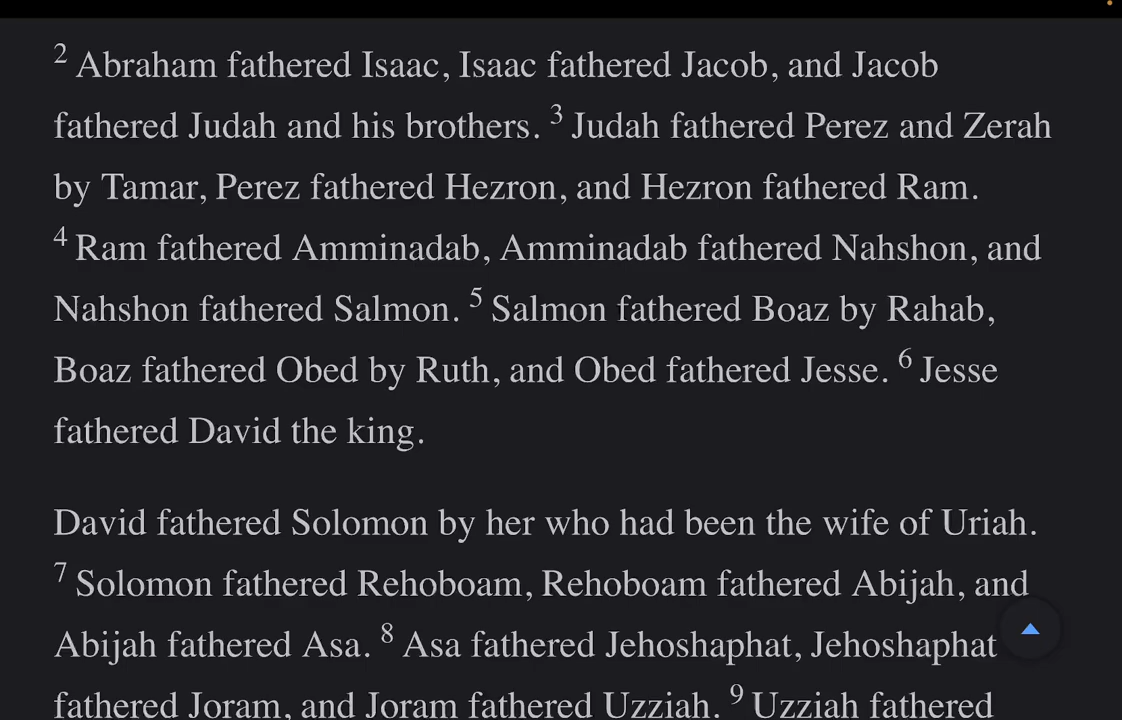 2 Abraham fathered Isaac, Isaac fathered Jacob, and Jacob
fathered Judah and his brothers. 3 Judah fathered Perez and Zerah
by Tamar, Perez fathered Hezron, and Hezron fathered Ram.
4 Ram fathered Amminadab, Amminadab fathered Nahshon, and
Nahshon fathered Salmon. 5 Salmon fathered Boaz by Rahab,
Boaz fathered Obed by Ruth, and Obed fathered Jesse. 6 Jesse
fathered David the king.
David fathered Solomon by her who had been the wife of Uriah.
7 Solomon fathered Rehoboam, Rehoboam fathered Abijah, and
Abijah fathered Asa. 8 Asa fathered Jehoshaphat, Jehoshaphat
fathered Joram, and Joram fathered Uzziah. 9 Uzziah fathered